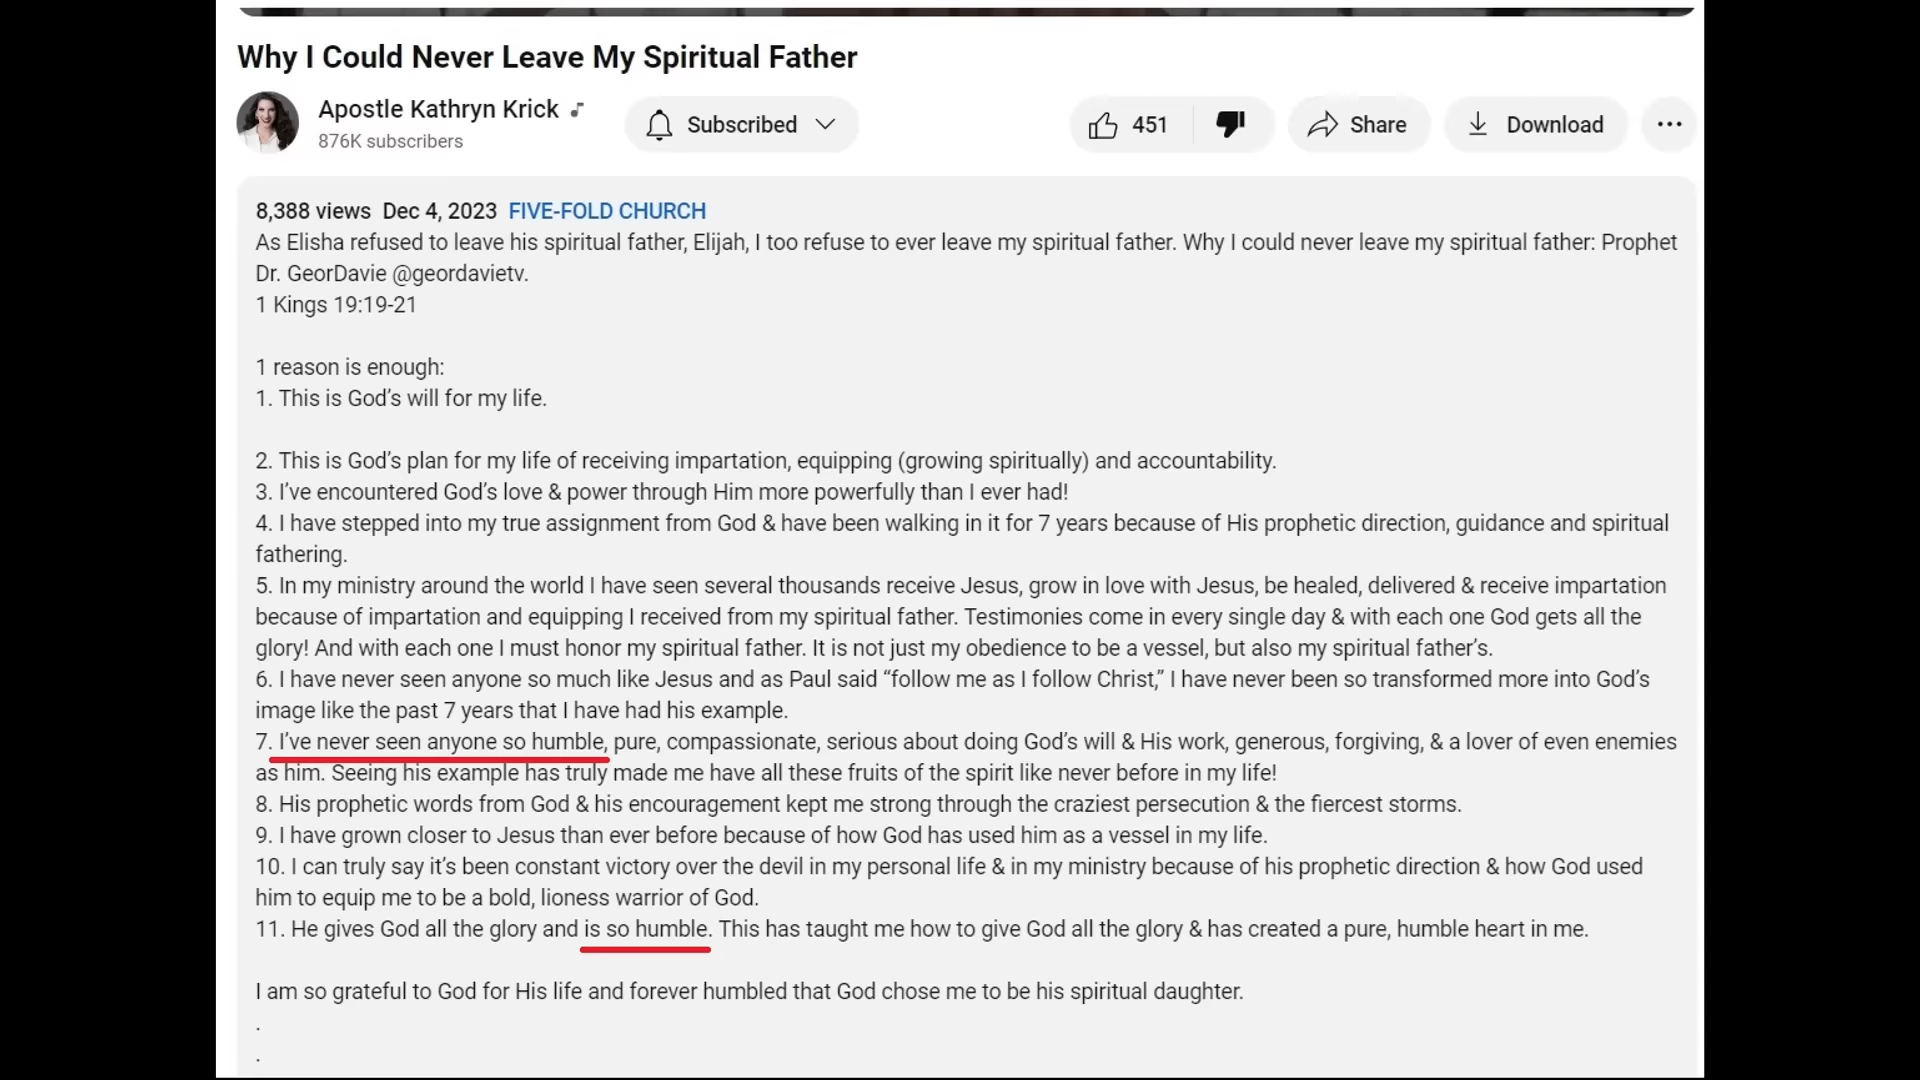 Why I Could Never Leave My Spiritual Father
Apostle Kathryn Krick
876K subscribers
Subscribed
451
Share
Download
8,388 views Dec 4, 2023 FIVE-FOLD CHURCH
As Elisha refused to leave his spiritual father, Elijah, I too refuse to ever leave my spiritual father. Why I could never leave my spiritual father: Prophet
Dr. GeorDavie @geordavietv.
1 Kings 19:19-21
1 reason is enough:
1. This is God's will for my life.
2. This is God's plan for my life of receiving impartation, equipping (growing spiritually) and accountability.
3. I've encountered God's love & power through Him more powerfully than I ever had!
4. I have stepped into my true assignment from God & have been walking in it for 7 years because of His prophetic direction, guidance and spiritual
fathering.
5. In my ministry around the world I have seen several thousands receive Jesus, grow in love with Jesus, be healed, delivered & receive impartation
because of impartation and equipping I received from my spiritual father. Testimonies come in every single day & with each one God gets all the
glory! And with each one I must honor my spiritual father. It is not just my obedience to be a vessel, but also my spiritual father's.
6. I have never seen anyone so much like Jesus and as Paul said “follow me as I follow Christ,” I have never been so transformed more into God's
image like the past 7 years that I have had his example.
7. I've never seen anyone so humble, pure, compassionate, serious about doing God's will & His work, generous, forgiving, & a lover of even enemies
as him. Seeing his example has truly made me have all these fruits of the spirit like never before in my life!
8. His prophetic words from God & his encouragement kept me strong through the craziest persecution & the fiercest storms.
9. I have grown closer to Jesus than ever before because of how God has used him as a vessel in my life.
10. I can truly say it's been constant victory over the devil in my personal life & in my ministry because of his prophetic direction & how God used
him to equip me to be a bold, lioness warrior of God.
11. He gives God all the glory and is so humble. This has taught me how to give God all the glory & has created a pure, humble heart in me.
I am so grateful to God for His life and forever humbled that God chose me to be his spiritual daughter.
.
.